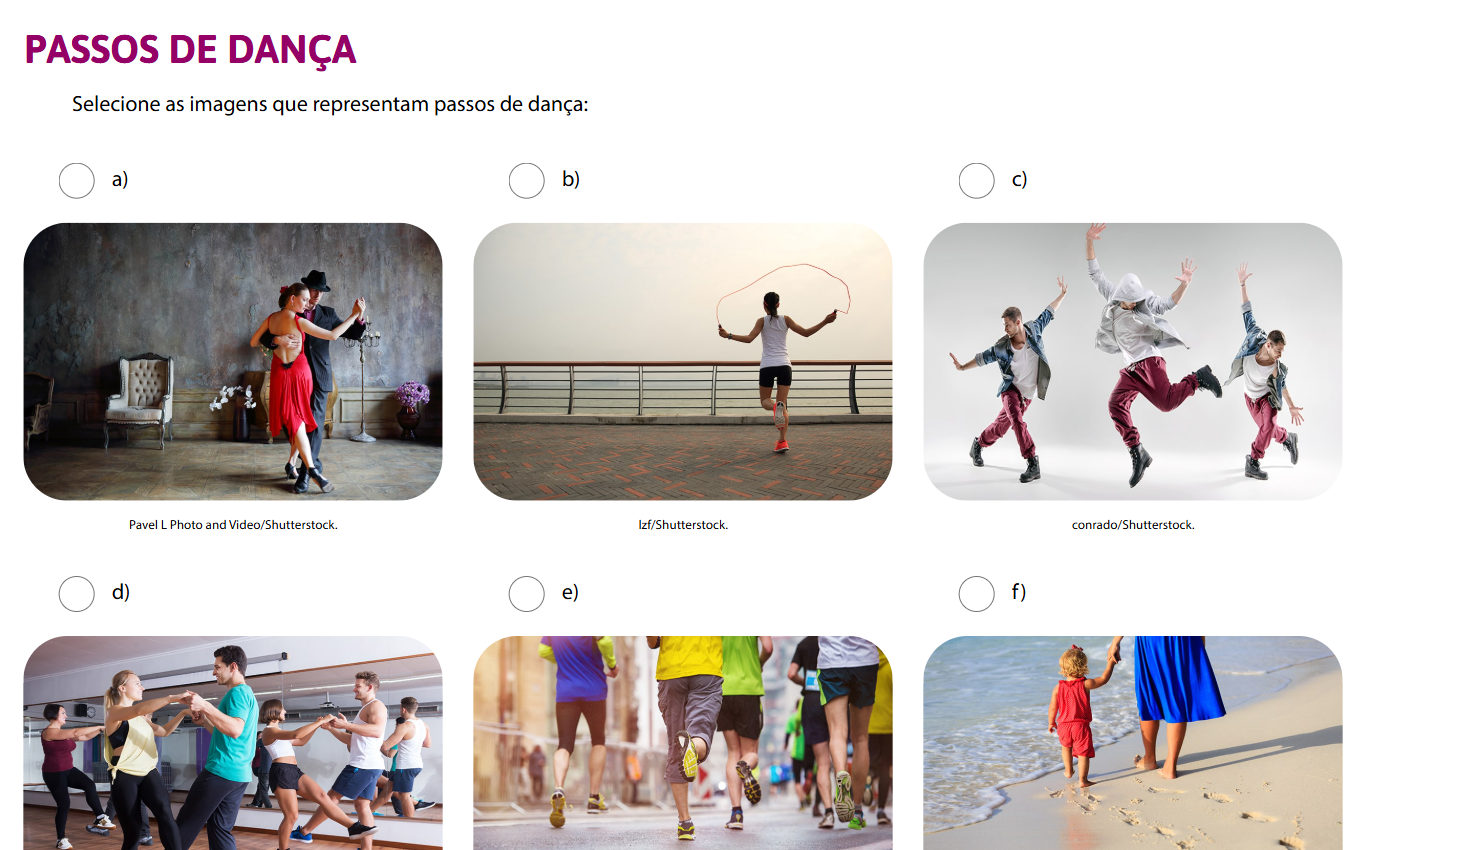 PASSOS DE DANÇA
Selecione as imagens que representam passos de dança:
a)
b)
c)
Pavel L Photo and Video/Shutterstock.
lzf/Shutterstock.
conrado/Shutterstock.
d)
e)
f)